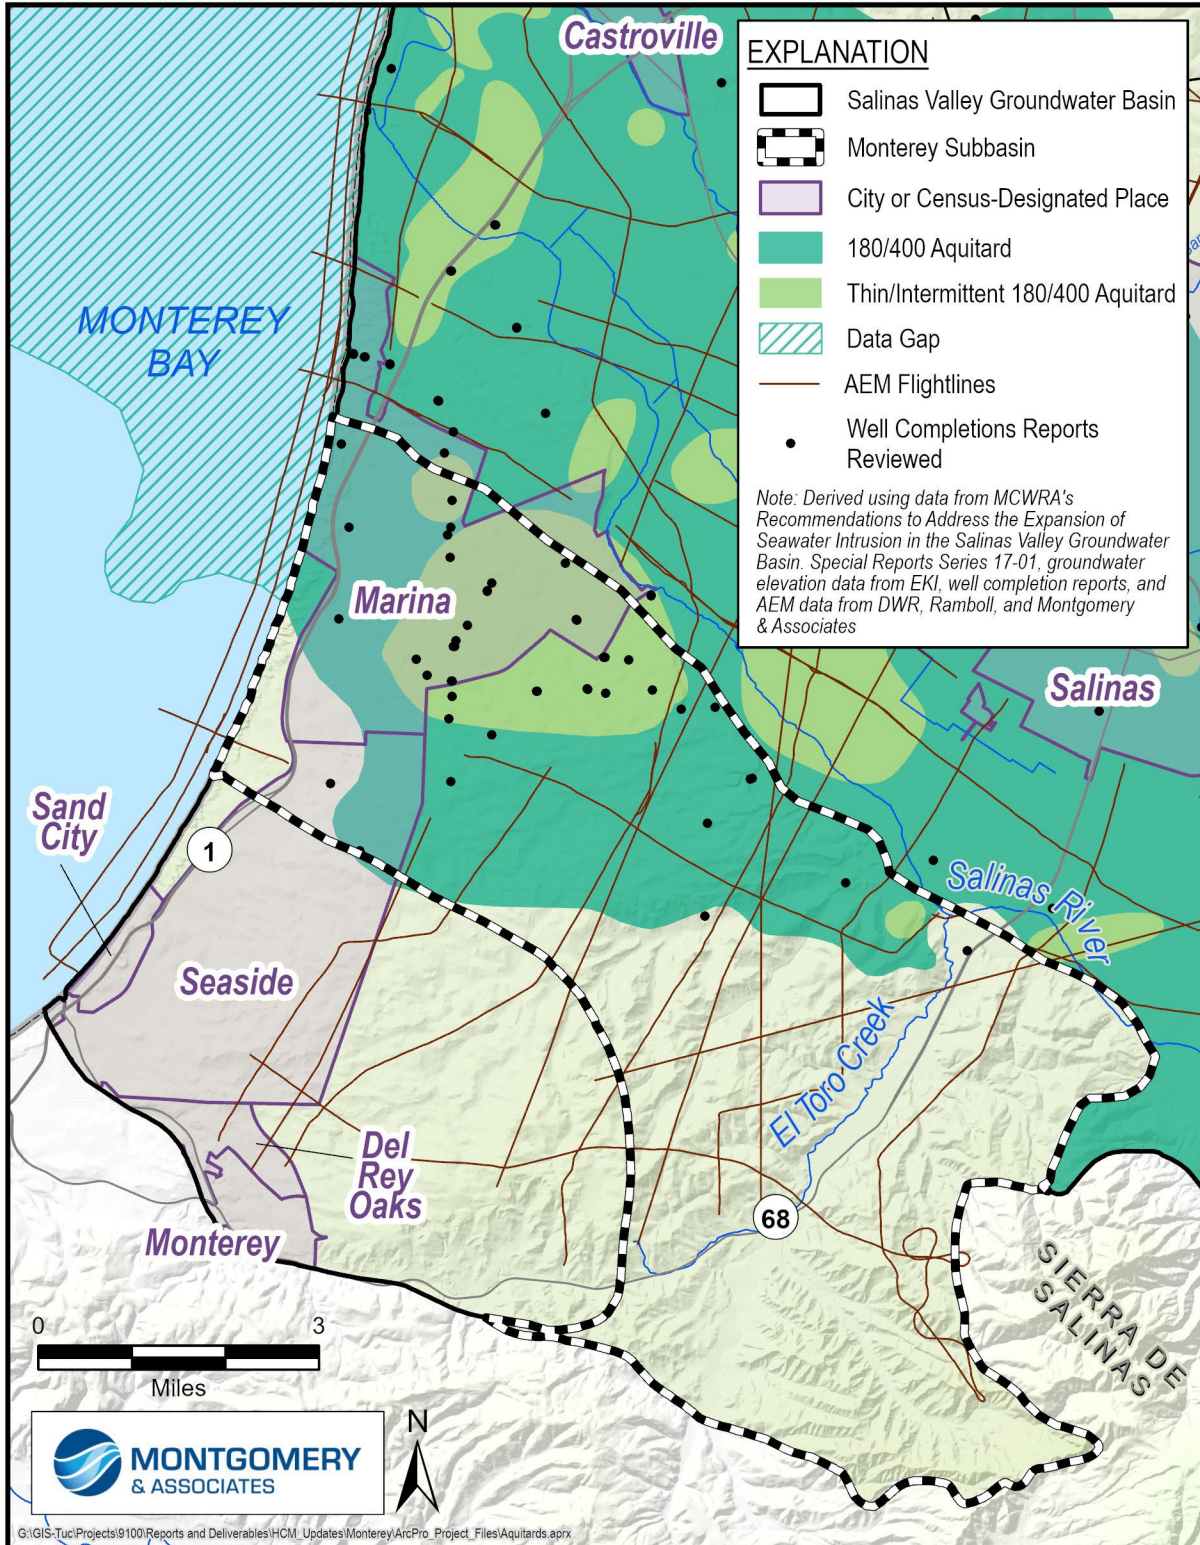 Castroville
EXPLANATION
Salinas Valley Groundwater Basin
Monterey Subbasin
City or Census-Designated Place
180/400 Aquitard
Thin/Intermittent 180/400 Aquitard
Data Gap
AEM Flightlines
Well Completions Reports
Reviewed
Note: Derived using data from MCWRA's
Recommendations to Address the Expansion of
Seawater Intrusion in the Salinas Valley Groundwater
Basin. Special Reports Series 17-01, groundwater
elevation data from EKI, well completion reports, and
AEM data from DWR, Ramboll, and Montgomery
& Associates
MONTEREY
BAY
Marina
Salinas
Sand
City
1
Salinas River
Seaside
El Toro Creek
Del
Rey
Oaks
68
Monterey
SIERRA DE
SALINAS
0 3
Miles
N
MONTGOMERY
& ASSOCIATES
G:\GIS-Tuc\Projects\9100\Reports and Deliverables\HCM_Updates\Monterey\ArcPro_Project_Files\Aquitards.aprx